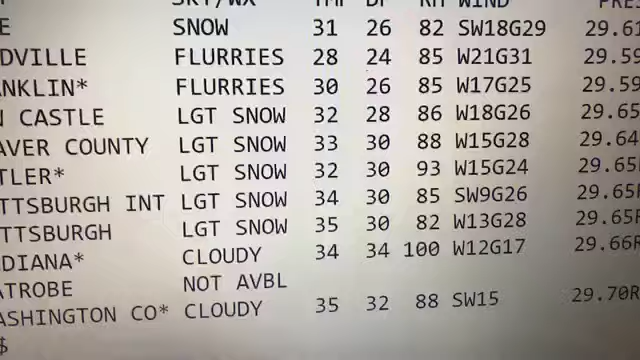 SKY/WX TMP DP RH WIND PRES
E SNOW 31 26 82 SW18G29 29.61
DVILLE FLURRIES 28 24 85 W21G31 29.59
NKLIN* FLURRIES 30 26 85 W17G25 29.59
CASTLE LGT SNOW 32 28 86 W18G26 29.65
AVER COUNTY LGT SNOW 33 30 88 W15G28 29.64
TLER* LGT SNOW 32 30 93 W15G24 29.65
TTSBURGH INT LGT SNOW 34 30 85 SW9G26 29.65R
TTSBURGH LGT SNOW 35 30 82 W13G28 29.65R
DIANA* CLOUDY 34 34 100 W12G17 29.66R
ATROBE NOT AVBL
ASHINGTON CO* CLOUDY 35 32 88 SW15 29.70R
$